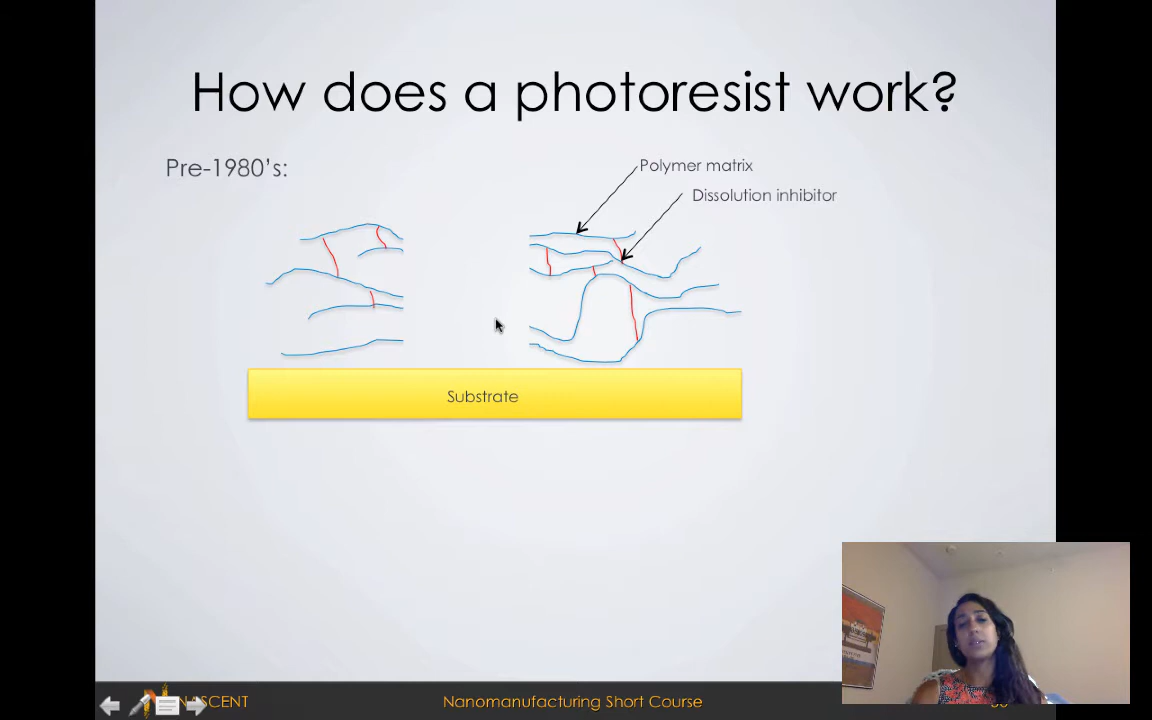 How does a photoresist work?
Pre-1980's:
Polymer matrix
Dissolution inhibitor
Substrate
NASCENT
Nanomanufacturing Short Course